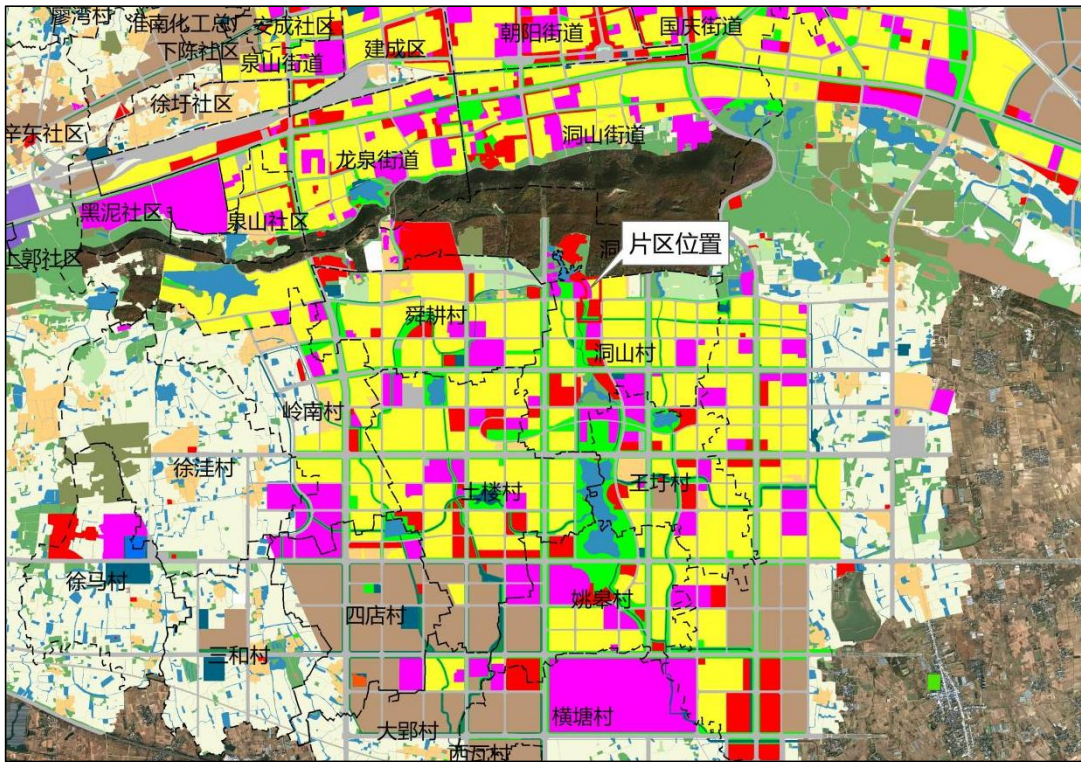 廖湾村
淮南化工总厂
安成社区
朝阳街道
国庆街道
下陈社区
建成区
泉山街道
徐圩社区
辛东社区
洞山街道
龙泉街道
黑泥社区
泉山社区
上郭社区
洞
片区位置
舜耕村
洞山村
岭南村
徐洼村
土楼村
王圩村
徐马村
四店村
姚皋村
三和村
大郢村
横塘村
西瓦村